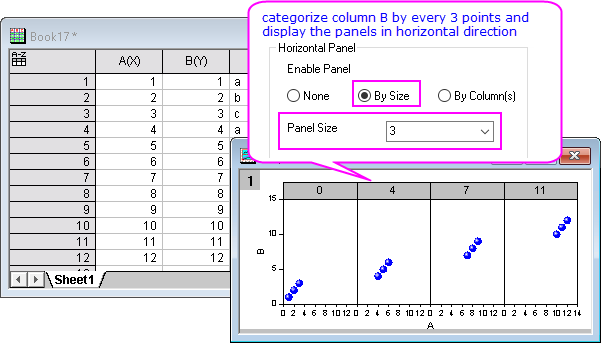 categorize column B by every 3 points and
display the panels in horizontal direction
Horizontal Panel
Enable Panel
None By Size By Column(s)
Panel Size 3
Book17 *
A-Z A(X) B(Y)
1 1 1 a
2 2 2 b
3 3 3 c
4 4 4 a
5 5 5
6 6 6
7 7 7
8 8 8
9 9 9
10 10 10
11 11 11
12 12 12
Sheet1
1
0 4 7 11
15
10
5
0
B
0 2 4 6 8 10 12 0 2 4 6 8 10 12 0 2 4 6 8 10 12 0 2 4 6 8 10 12 14
A